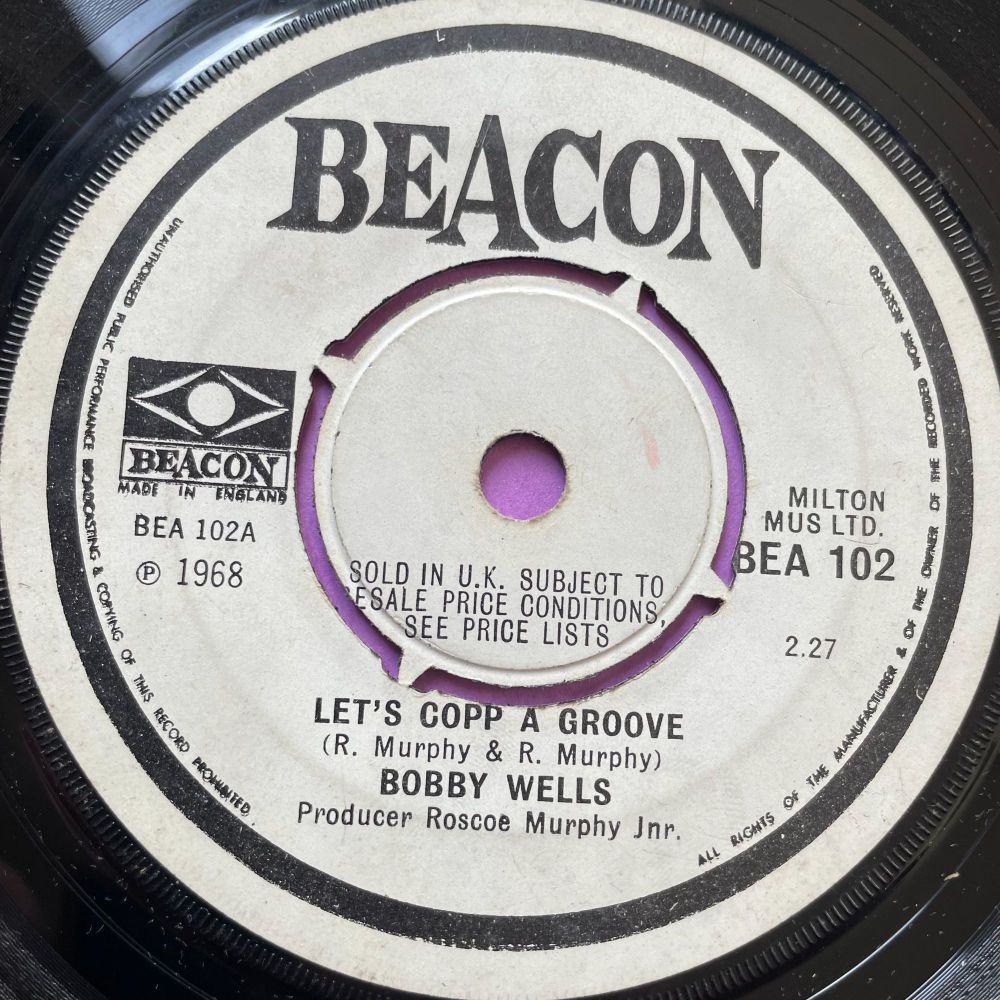 BEACON
UNAUTHORISED PUBLIC PERFORMANCE BROADCASTING & COPYING OF THIS RECORD PROHIBITED
ALL RIGHTS OF THE MANUFACTURER & OF THE OWNER OF THE RECORDED WORK RESERVED
BEACON
MADE IN ENGLAND
BEA 102A
℗ 1968
MILTON
MUS LTD.
BEA 102
2.27
SOLD IN U.K. SUBJECT TO
ESALE PRICE CONDITIONS,
SEE PRICE LISTS
LET'S COPP A GROOVE
(R. Murphy & R. Murphy)
BOBBY WELLS
Producer Roscoe Murphy Jnr.